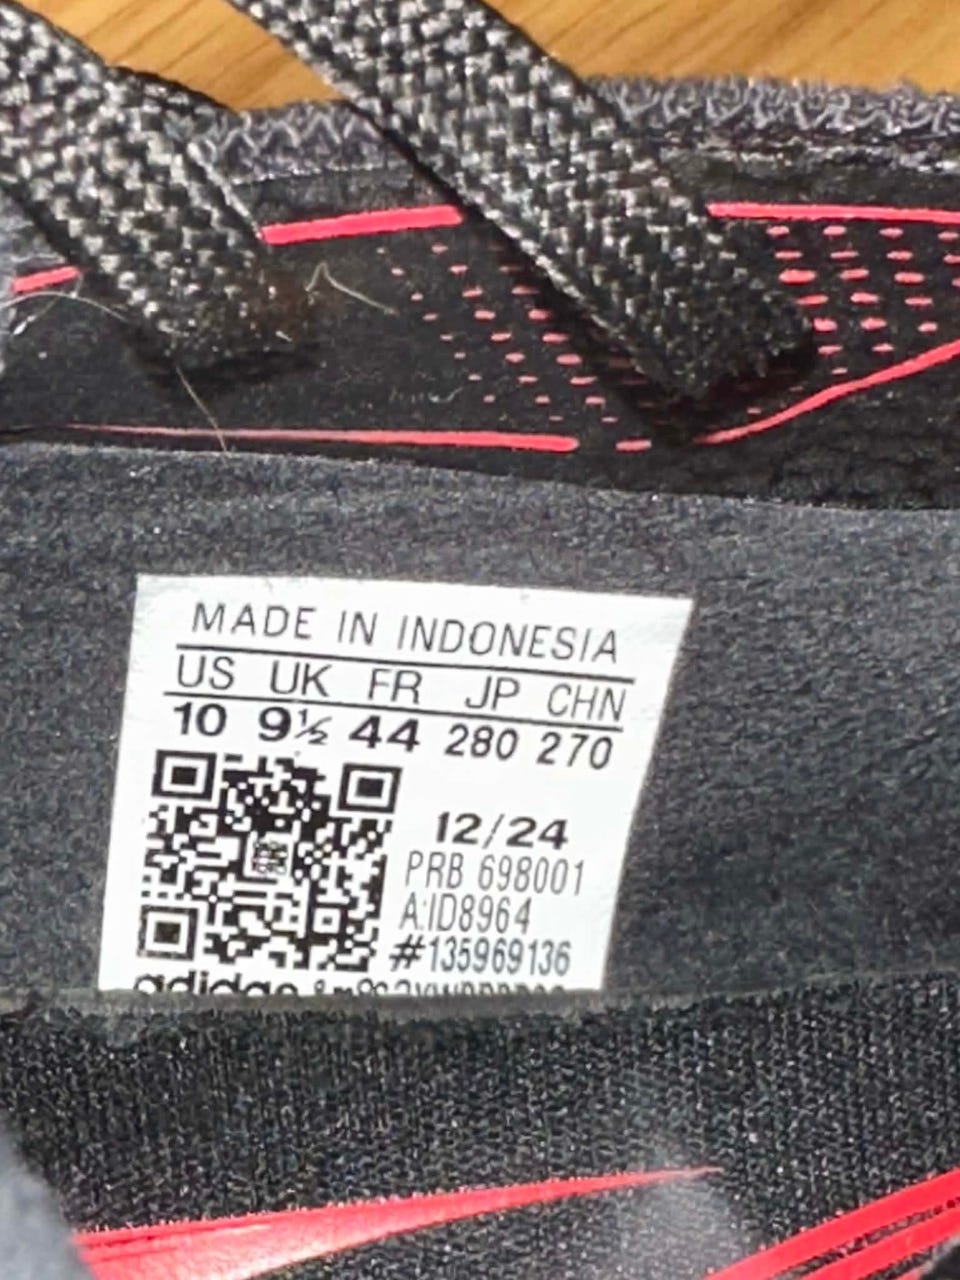 MADE IN INDONESIA
US UK FR JP CHN
10 9½ 44 280 270
12/24
PRB 698001
A:ID8964
#135969136
adidas